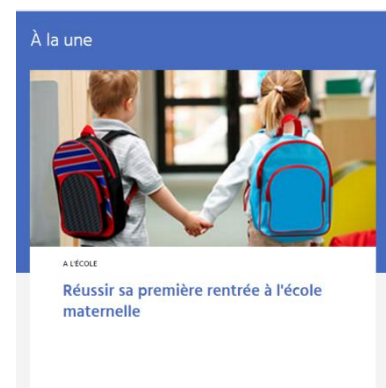 À la une
A L'ÉCOLE
Réussir sa première rentrée à l'école
maternelle